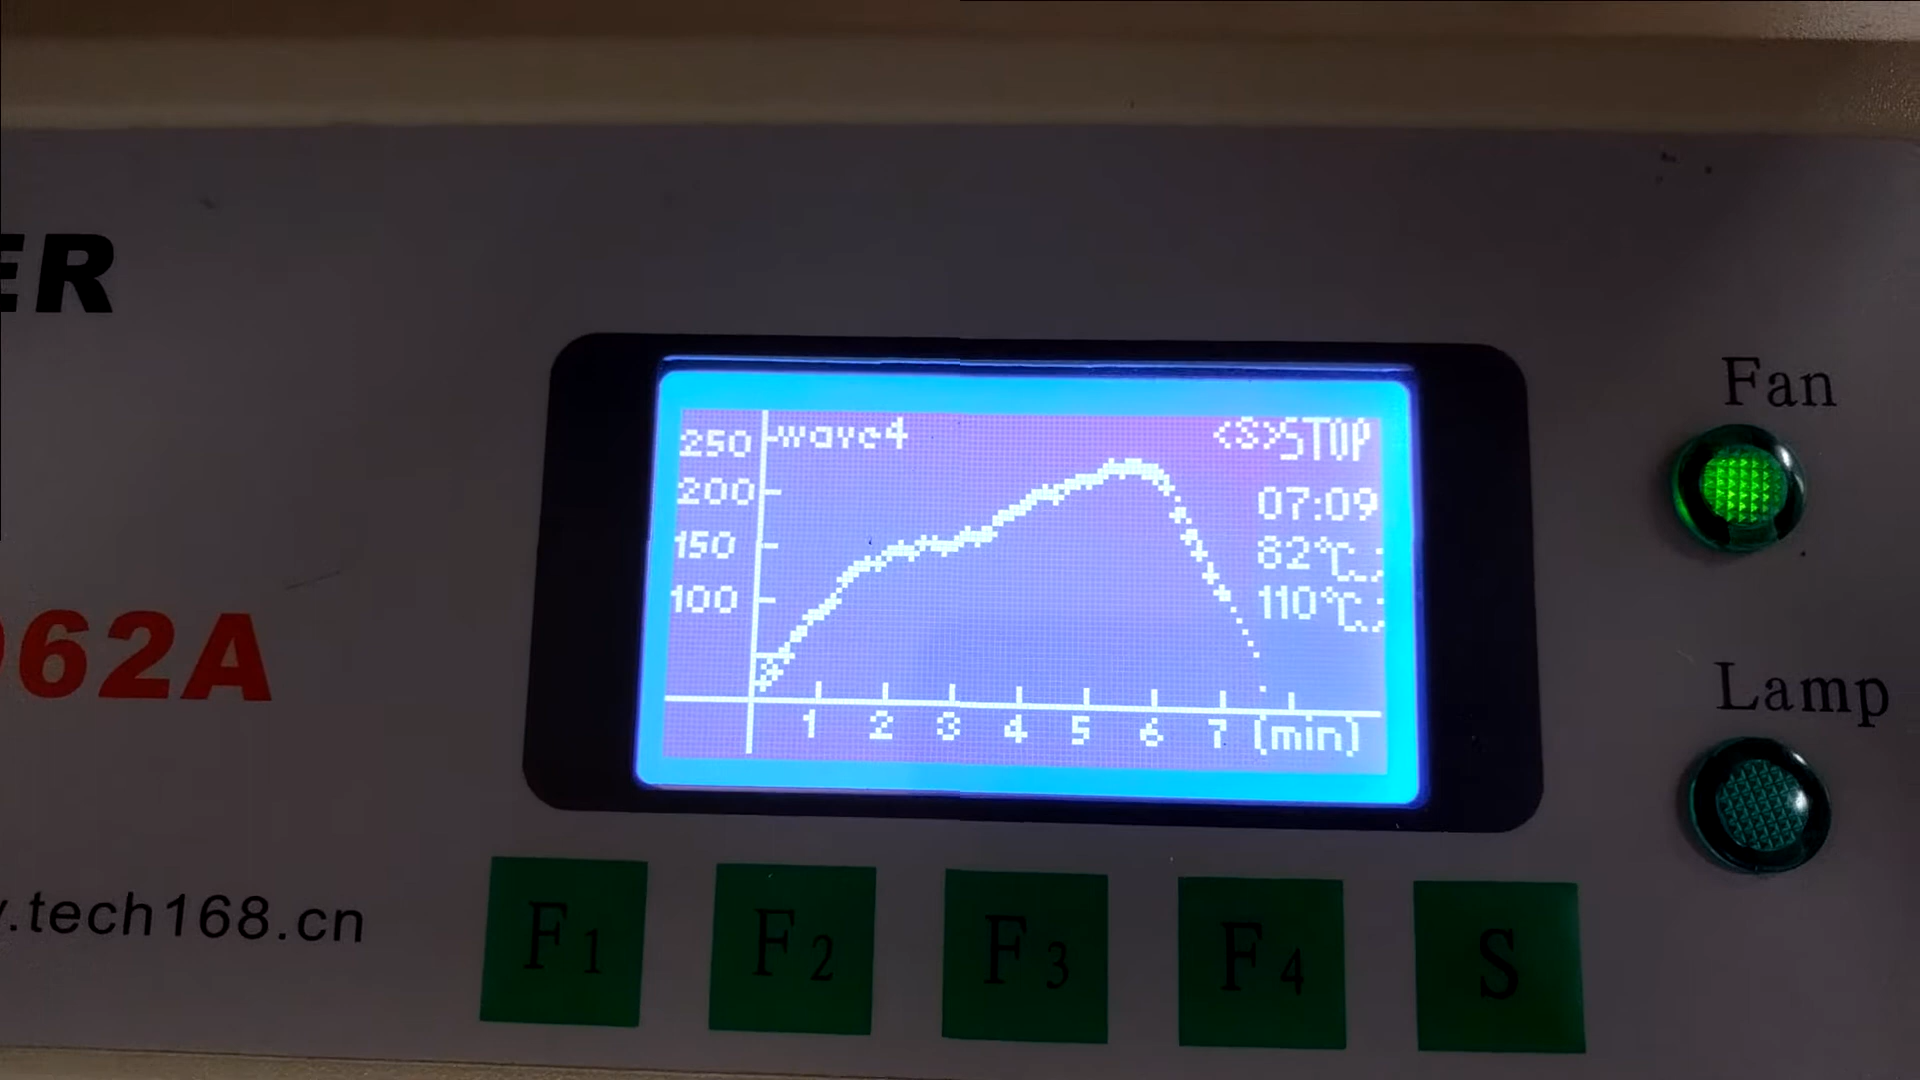 ER
962A
.tech168.cn
wave4
<S>STOP
250
200
150
100
07:09
82℃
110℃
1 2 3 4 5 6 7 (min)
Fan
Lamp
F1 F2 F3 F4 S